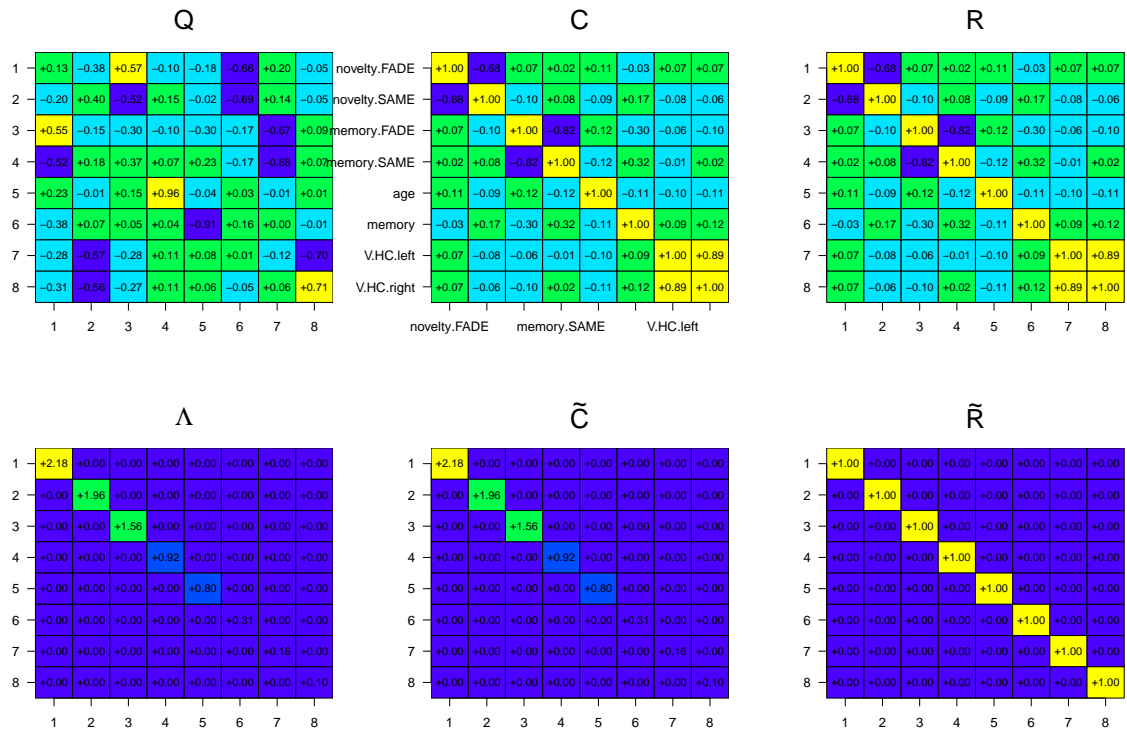 Q C R
1 +0.13 −0.38 +0.57 −0.10 −0.18 −0.66 +0.20 −0.05 novelty.FADE +1.00 −0.68 +0.07 +0.02 +0.11 −0.03 +0.07 +0.07 1 +1.00 −0.68 +0.07 +0.02 +0.11 −0.03 +0.07 +0.07
2 −0.20 +0.40 −0.52 +0.15 −0.02 −0.69 +0.14 −0.05 novelty.SAME −0.68 +1.00 −0.10 +0.08 −0.09 +0.17 −0.08 −0.06 2 −0.68 +1.00 −0.10 +0.08 −0.09 +0.17 −0.08 −0.06
3 +0.55 −0.15 −0.30 −0.10 −0.30 −0.17 −0.67 +0.09 memory.FADE +0.07 −0.10 +1.00 −0.82 +0.12 −0.30 −0.06 −0.10 3 +0.07 −0.10 +1.00 −0.82 +0.12 −0.30 −0.06 −0.10
4 −0.52 +0.18 +0.37 +0.07 +0.23 −0.17 −0.68 +0.07 memory.SAME +0.02 +0.08 −0.82 +1.00 −0.12 +0.32 −0.01 +0.02 4 +0.02 +0.08 −0.82 +1.00 −0.12 +0.32 −0.01 +0.02
5 +0.23 −0.01 +0.15 +0.96 −0.04 +0.03 −0.01 +0.01 age +0.11 −0.09 +0.12 −0.12 +1.00 −0.11 −0.10 −0.11 5 +0.11 −0.09 +0.12 −0.12 +1.00 −0.11 −0.10 −0.11
6 −0.38 +0.07 +0.05 +0.04 −0.91 +0.16 +0.00 −0.01 memory −0.03 +0.17 −0.30 +0.32 −0.11 +1.00 +0.09 +0.12 6 −0.03 +0.17 −0.30 +0.32 −0.11 +1.00 +0.09 +0.12
7 −0.28 −0.57 −0.28 +0.11 +0.08 +0.01 −0.12 −0.70 V.HC.left +0.07 −0.08 −0.06 −0.01 −0.10 +0.09 +1.00 +0.89 7 +0.07 −0.08 −0.06 −0.01 −0.10 +0.09 +1.00 +0.89
8 −0.31 −0.56 −0.27 +0.11 +0.06 −0.05 +0.06 +0.71 V.HC.right +0.07 −0.06 −0.10 +0.02 −0.11 +0.12 +0.89 +1.00 8 +0.07 −0.06 −0.10 +0.02 −0.11 +0.12 +0.89 +1.00
1 2 3 4 5 6 7 8 novelty.FADE memory.SAME V.HC.left 1 2 3 4 5 6 7 8
Λ C̃ R̃
1 +2.18 +0.00 +0.00 +0.00 +0.00 +0.00 +0.00 +0.00 1 +2.18 +0.00 +0.00 +0.00 +0.00 +0.00 +0.00 +0.00 1 +1.00 +0.00 +0.00 +0.00 +0.00 +0.00 +0.00 +0.00
2 +0.00 +1.96 +0.00 +0.00 +0.00 +0.00 +0.00 +0.00 2 +0.00 +1.96 +0.00 +0.00 +0.00 +0.00 +0.00 +0.00 2 +0.00 +1.00 +0.00 +0.00 +0.00 +0.00 +0.00 +0.00
3 +0.00 +0.00 +1.56 +0.00 +0.00 +0.00 +0.00 +0.00 3 +0.00 +0.00 +1.56 +0.00 +0.00 +0.00 +0.00 +0.00 3 +0.00 +0.00 +1.00 +0.00 +0.00 +0.00 +0.00 +0.00
4 +0.00 +0.00 +0.00 +0.92 +0.00 +0.00 +0.00 +0.00 4 +0.00 +0.00 +0.00 +0.92 +0.00 +0.00 +0.00 +0.00 4 +0.00 +0.00 +0.00 +1.00 +0.00 +0.00 +0.00 +0.00
5 +0.00 +0.00 +0.00 +0.00 +0.80 +0.00 +0.00 +0.00 5 +0.00 +0.00 +0.00 +0.00 +0.80 +0.00 +0.00 +0.00 5 +0.00 +0.00 +0.00 +0.00 +1.00 +0.00 +0.00 +0.00
6 +0.00 +0.00 +0.00 +0.00 +0.00 +0.31 +0.00 +0.00 6 +0.00 +0.00 +0.00 +0.00 +0.00 +0.31 +0.00 +0.00 6 +0.00 +0.00 +0.00 +0.00 +0.00 +1.00 +0.00 +0.00
7 +0.00 +0.00 +0.00 +0.00 +0.00 +0.00 +0.16 +0.00 7 +0.00 +0.00 +0.00 +0.00 +0.00 +0.00 +0.16 +0.00 7 +0.00 +0.00 +0.00 +0.00 +0.00 +0.00 +1.00 +0.00
8 +0.00 +0.00 +0.00 +0.00 +0.00 +0.00 +0.00 +0.10 8 +0.00 +0.00 +0.00 +0.00 +0.00 +0.00 +0.00 +0.10 8 +0.00 +0.00 +0.00 +0.00 +0.00 +0.00 +0.00 +1.00
1 2 3 4 5 6 7 8 1 2 3 4 5 6 7 8 1 2 3 4 5 6 7 8